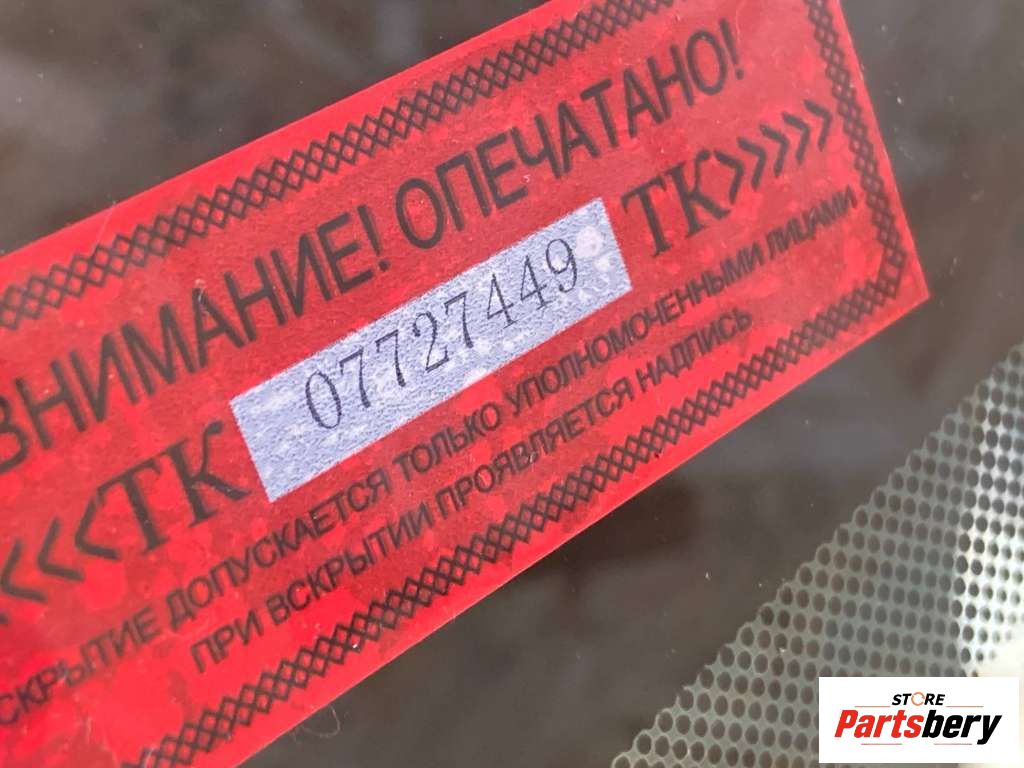 ВНИМАНИЕ! ОПЕЧАТАНО!
<<<ТК 07727449 ТК>>>>>
ВСКРЫТИЕ ДОПУСКАЕТСЯ ТОЛЬКО УПОЛНОМОЧЕННЫМИ ЛИЦАМИ
ПРИ ВСКРЫТИИ ПРОЯВЛЯЕТСЯ НАДПИСЬ
STORE
Partsbery